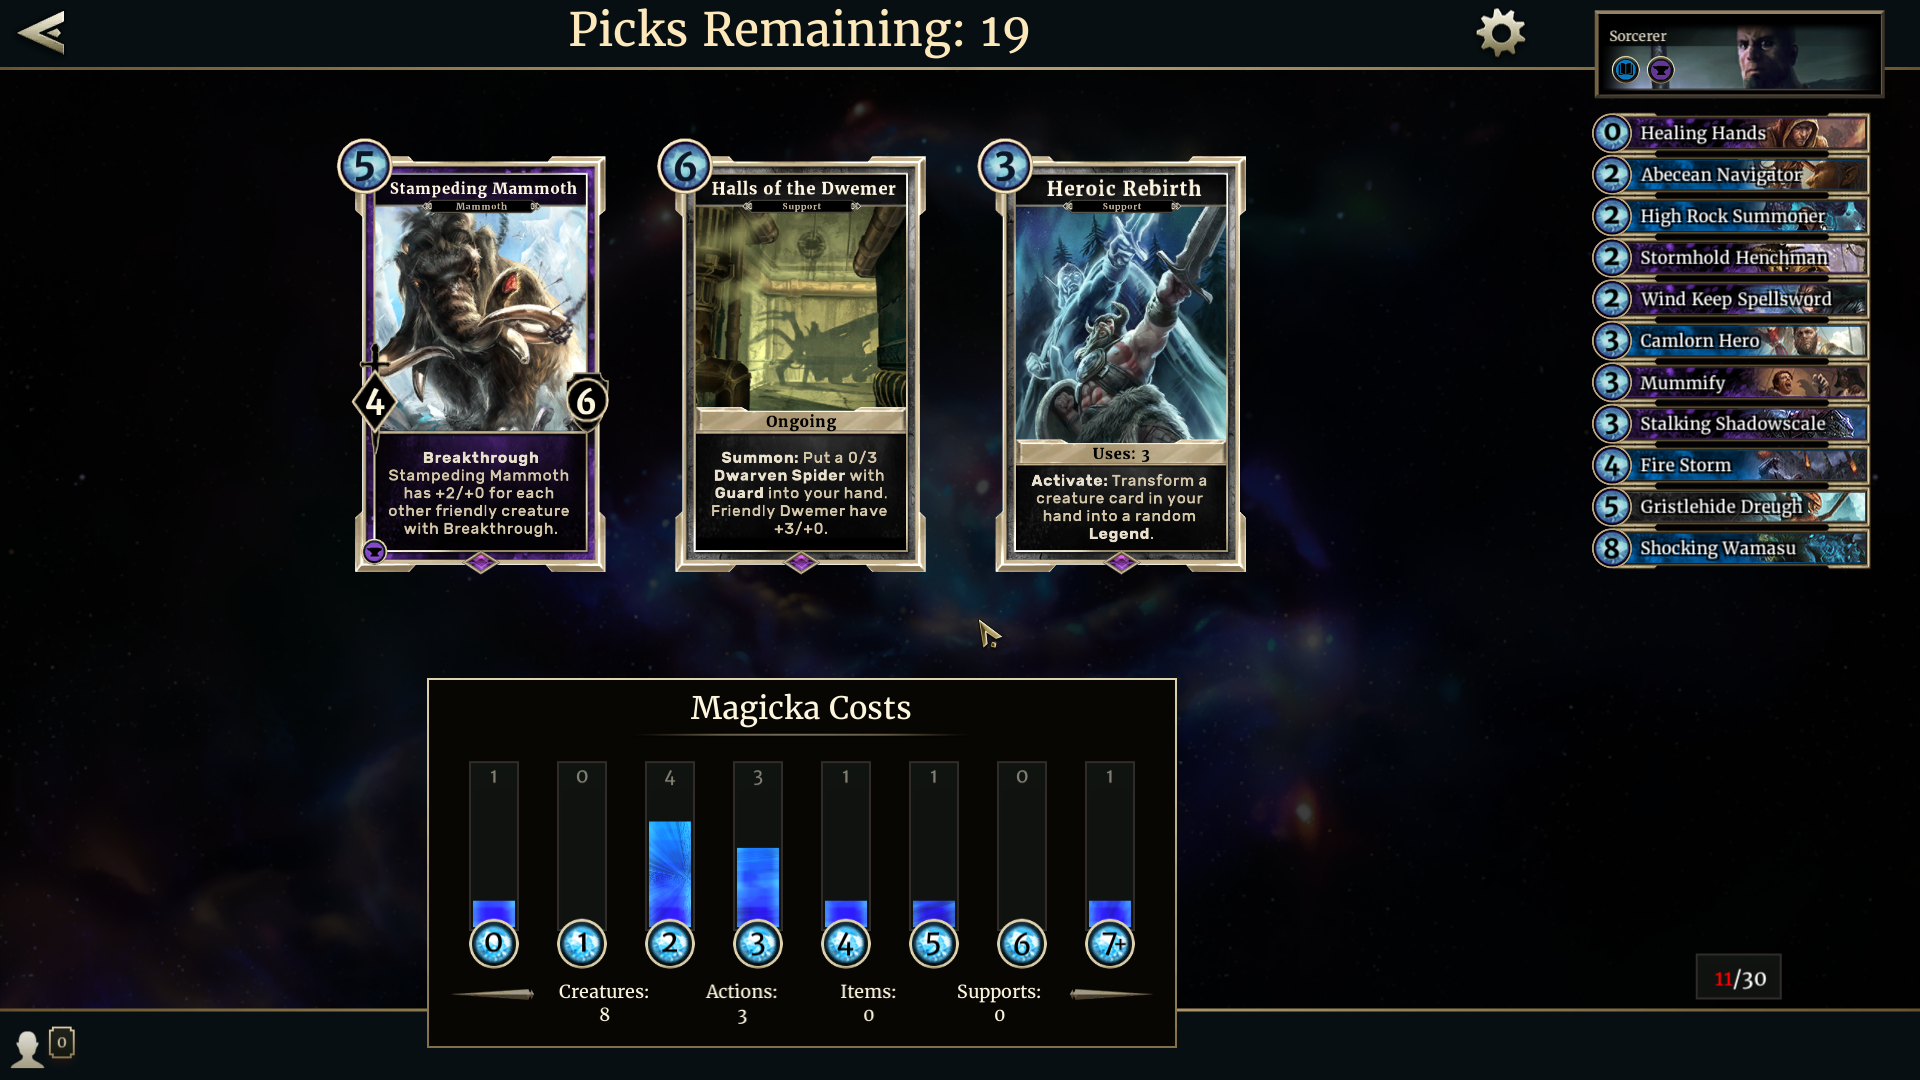 Picks Remaining: 19
Sorcerer
5
Stampeding Mammoth
Mammoth
4
6
Breakthrough
Stampeding Mammoth
has +2/+0 for each
other friendly creature
with Breakthrough.
6
Halls of the Dwemer
Support
Ongoing
Summon: Put a 0/3
Dwarven Spider with
Guard into your hand.
Friendly Dwemer have
+3/+0.
3
Heroic Rebirth
Support
Uses: 3
Activate: Transform a
creature card in your
hand into a random
Legend.
0 Healing Hands
2 Abecean Navigator
2 High Rock Summoner
2 Stormhold Henchman
2 Wind Keep Spellsword
3 Camlorn Hero
3 Mummify
3 Stalking Shadowscale
4 Fire Storm
5 Gristlehide Dreugh
8 Shocking Wamasu
Magicka Costs
1 0 4 3 1 1 0 1
0 1 2 3 4 5 6 7+
Creatures: Actions: Items: Supports:
8 3 0 0
11/30
0